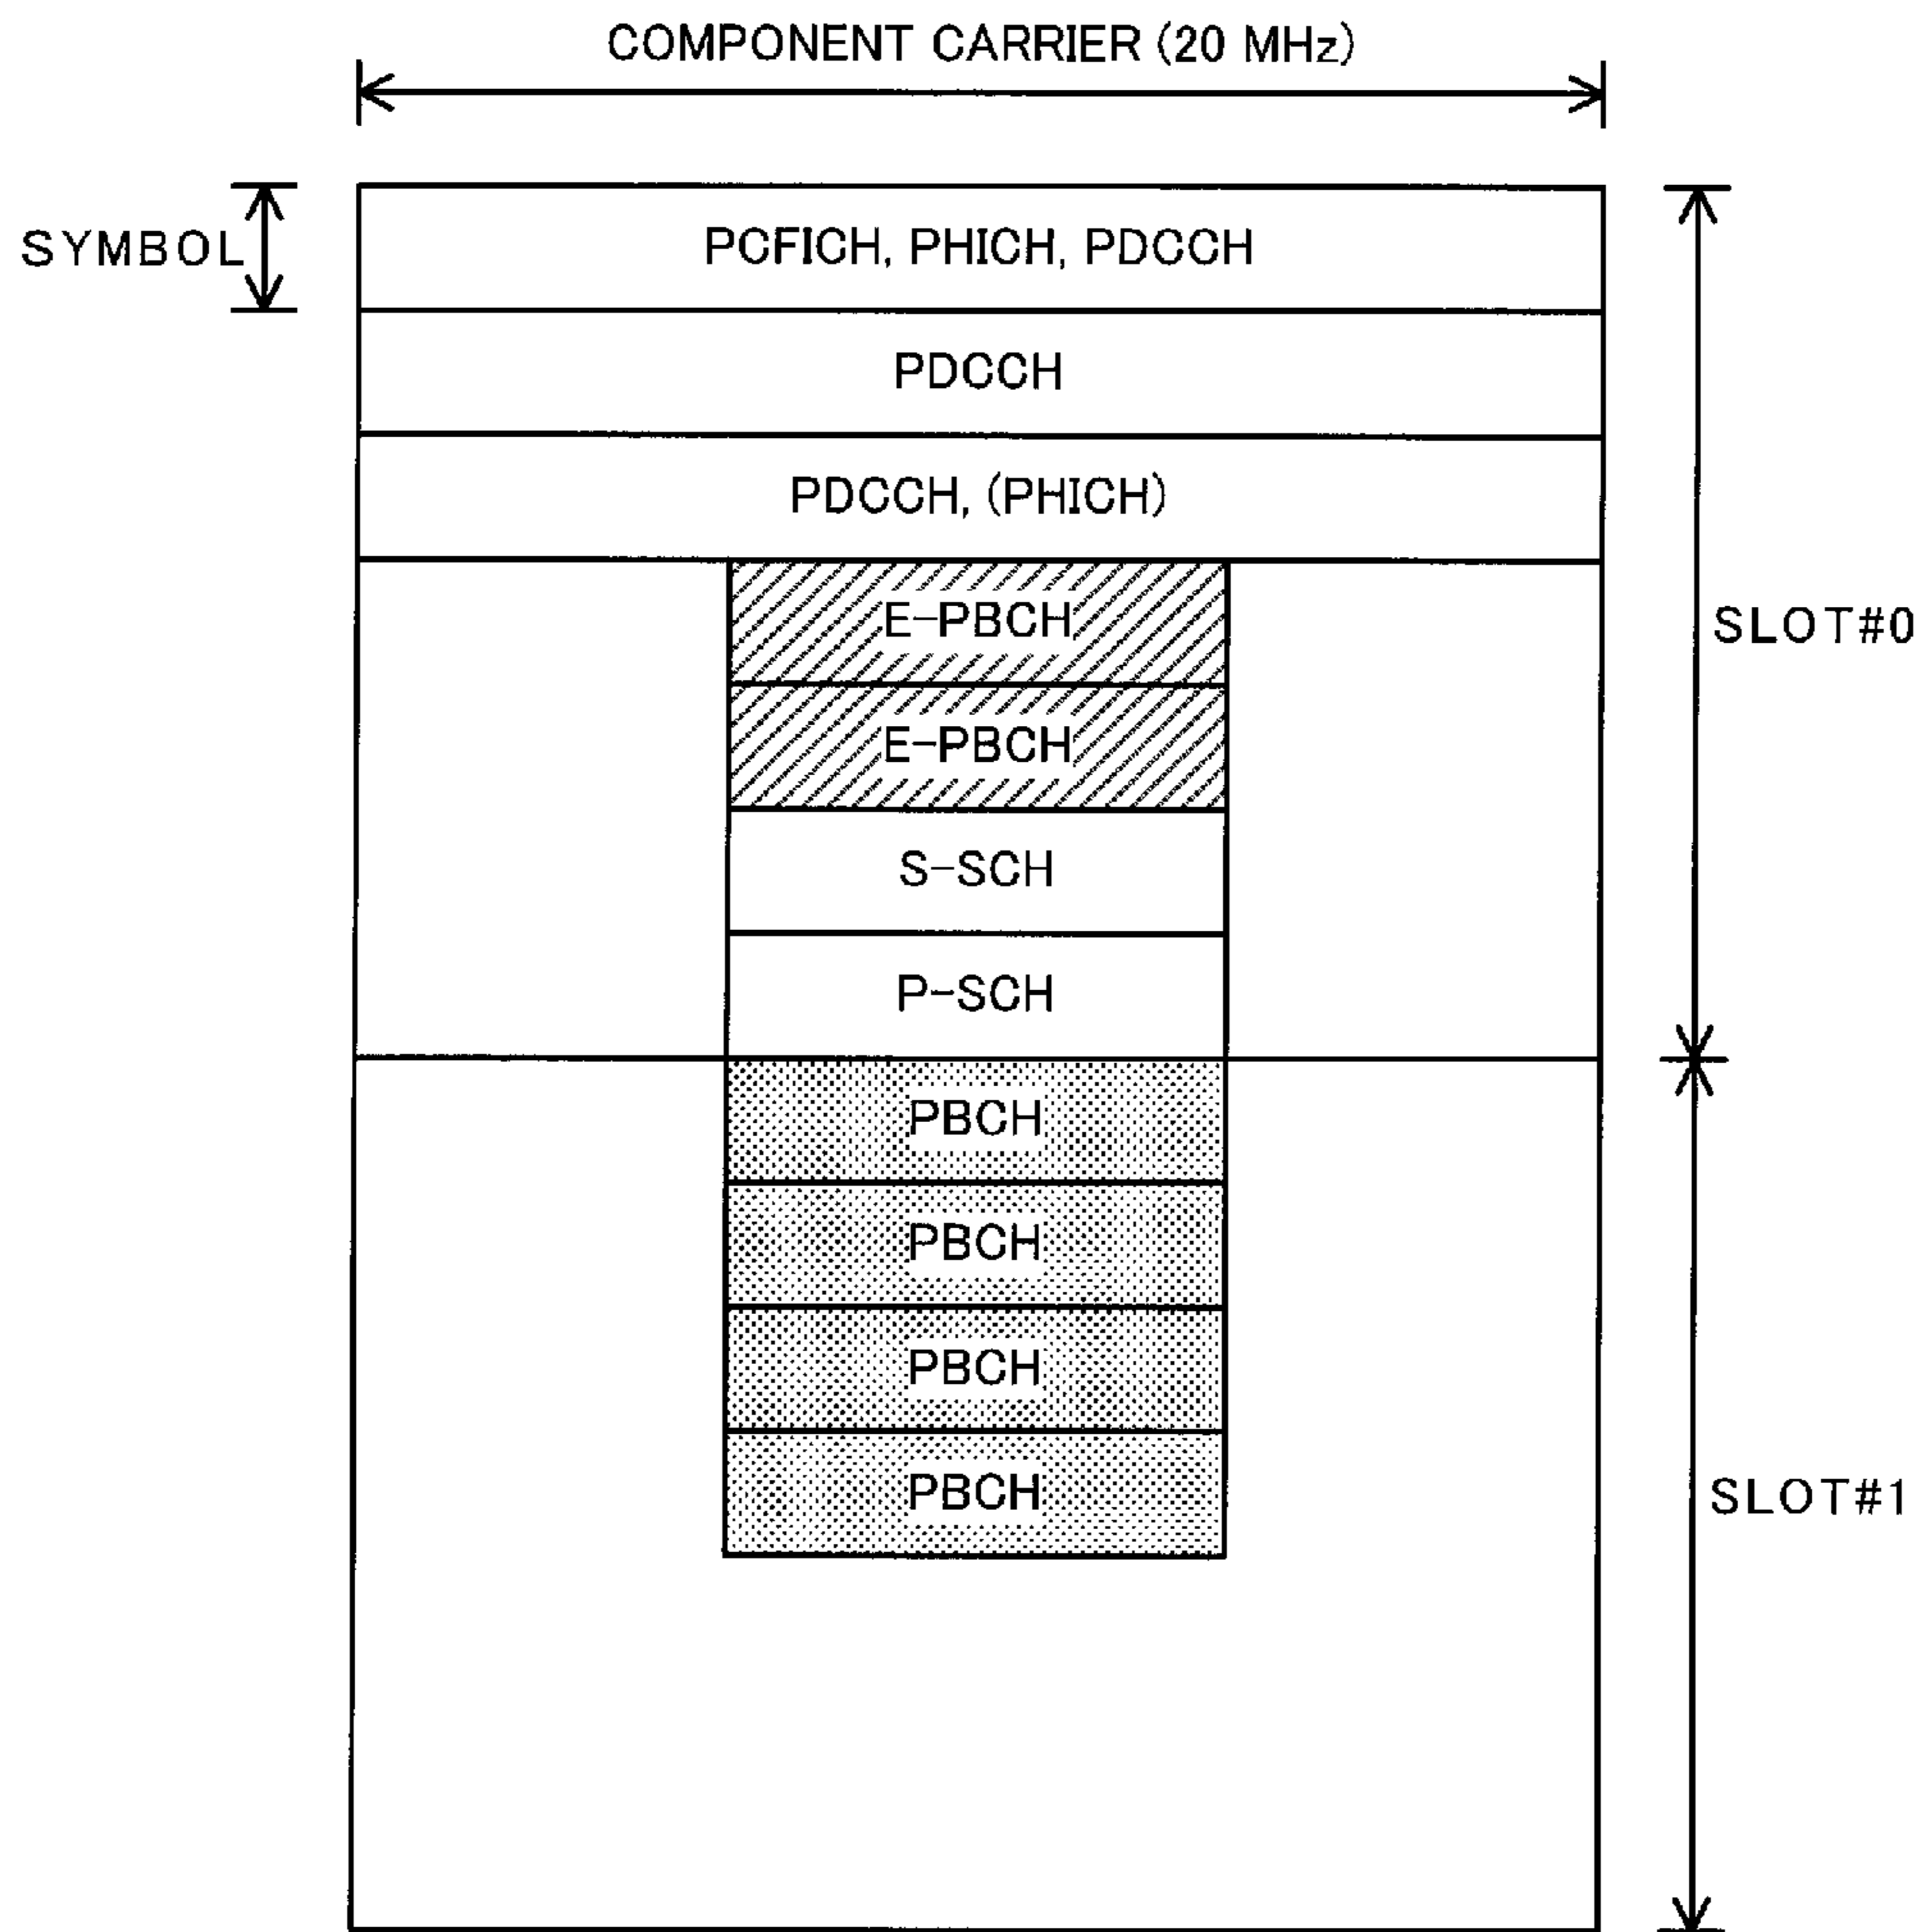 COMPONENT CARRIER (20 MHz)
SYMBOL
PCFICH, PHICH, PDCCH
PDCCH
PDCCH, (PHICH)
E-PBCH
SLOT#0
E-PBCH
S-SCH
P-SCH
PBCH
PBCH
PBCH
PBCH
SLOT#1